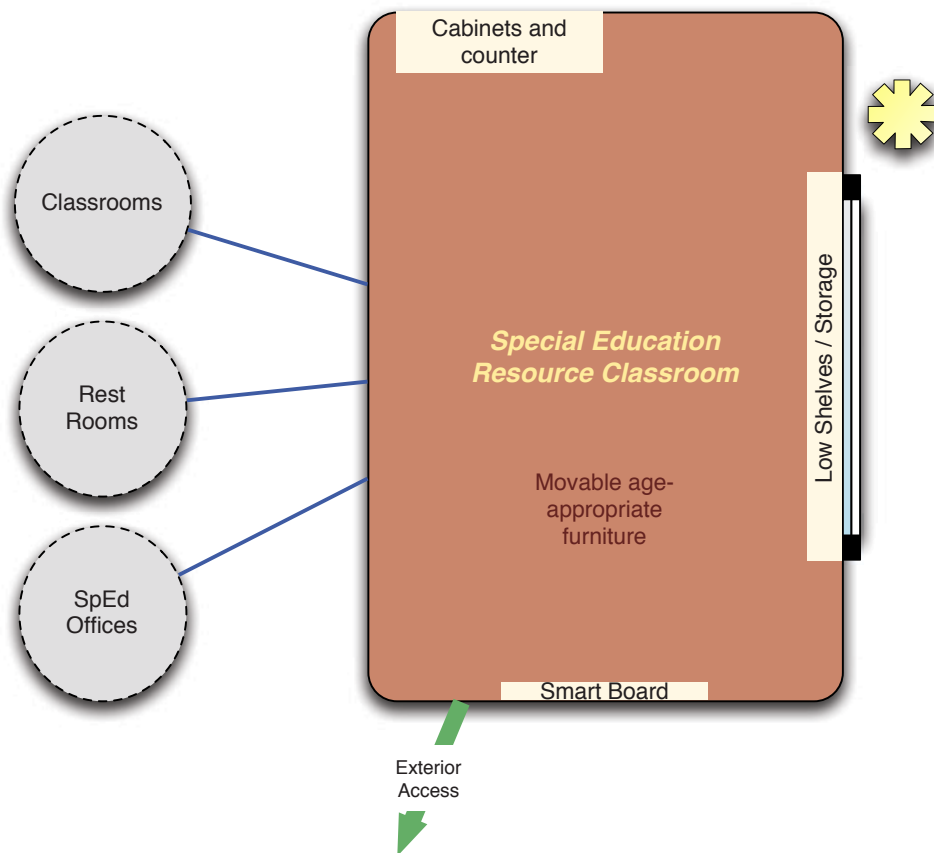 Cabinets and
counter
Classrooms
Low Shelves / Storage
Special Education
Resource Classroom
Rest
Rooms
Movable age-
appropriate
furniture
SpEd
Offices
Smart Board
Exterior
Access